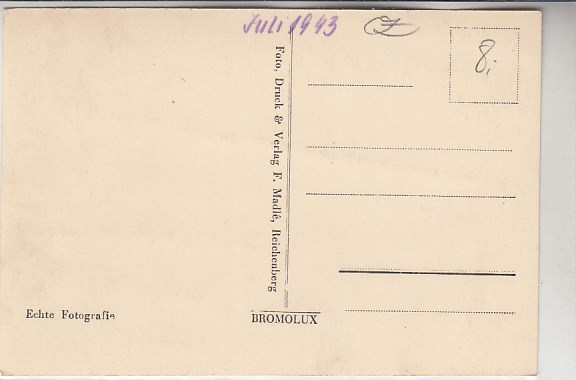 Juli 1943
8,
Foto, Druck & Verlag F. Madlé, Reichenberg
Echte Fotografie
BROMOLUX